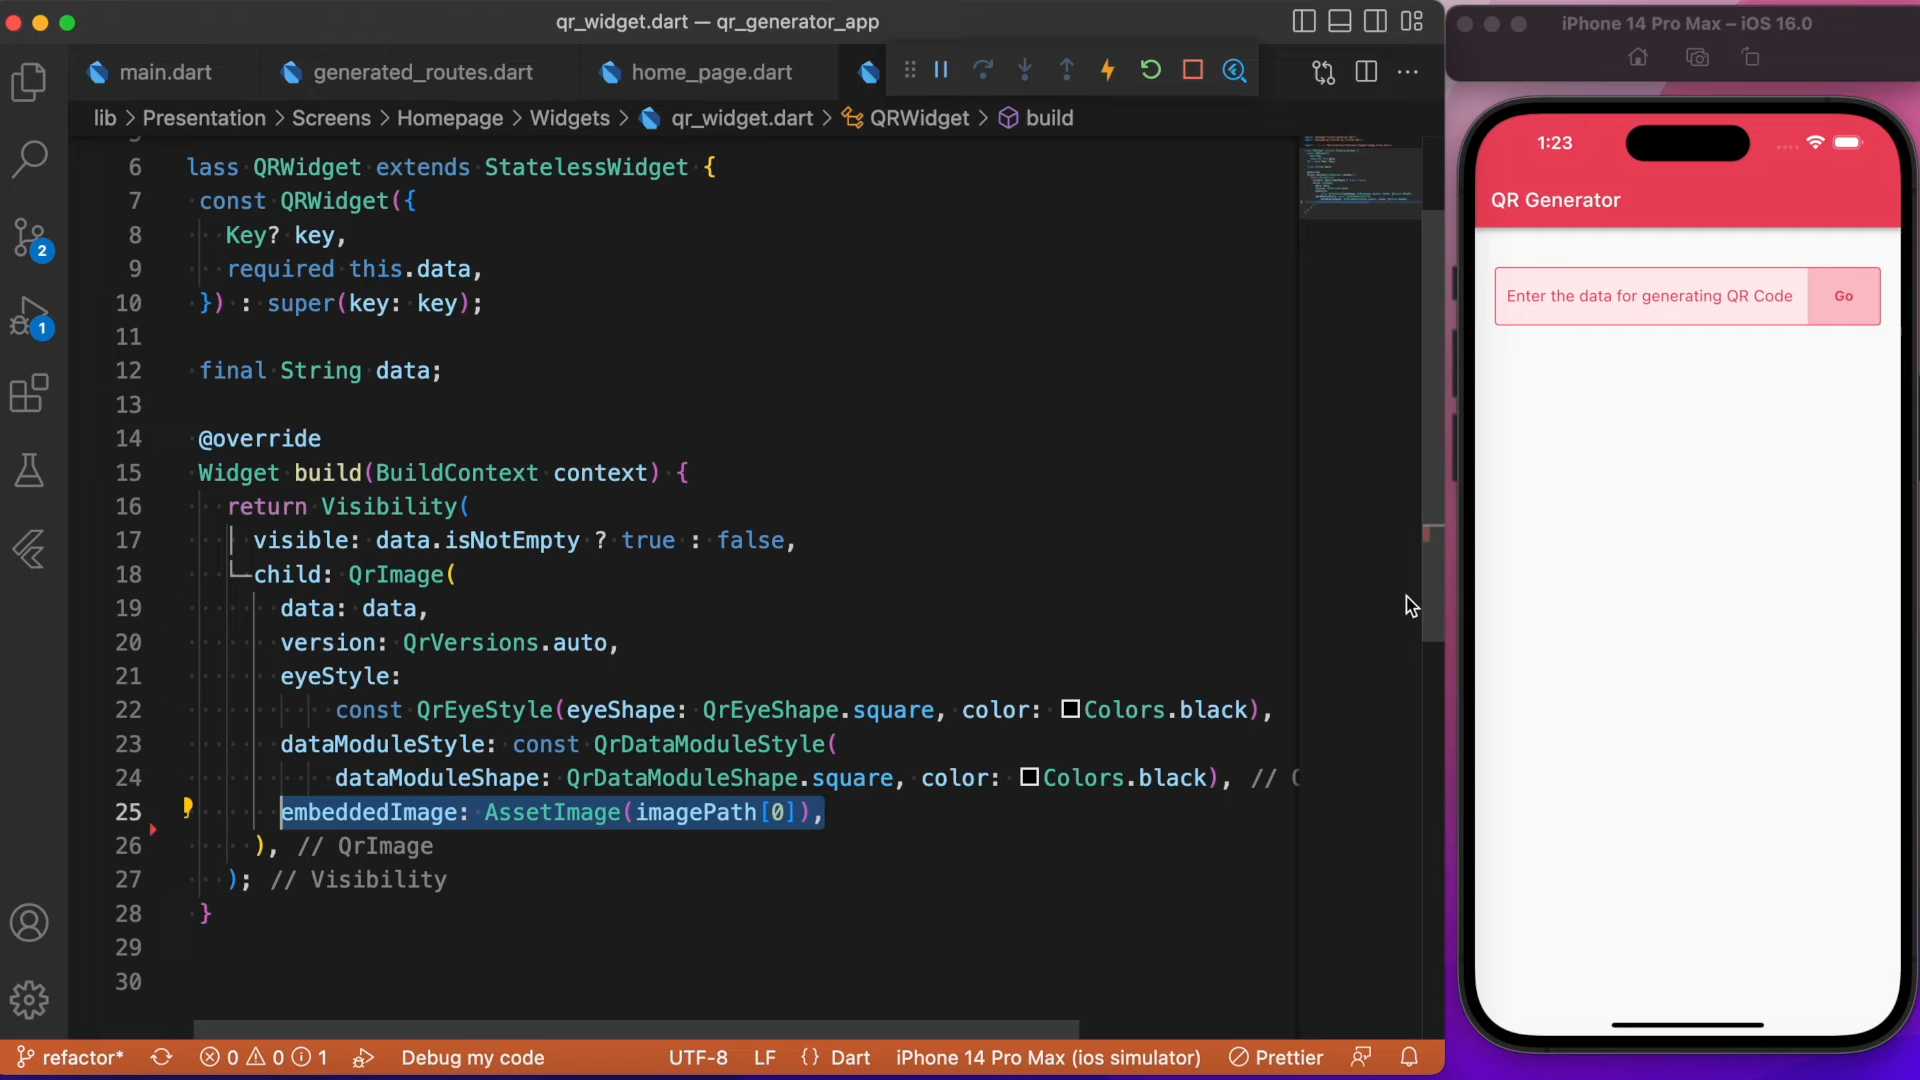 qr_widget.dart — qr_generator_app
main.dart
generated_routes.dart
home_page.dart
lib > Presentation > Screens > Homepage > Widgets > qr_widget.dart > QRWidget > build
6 lass QRWidget extends StatelessWidget {
7 const QRWidget({
8 Key? key,
9 required this.data,
10 }) : super(key: key);
11
12 final String data;
13
14 @override
15 Widget build(BuildContext context) {
16 return Visibility(
17 visible: data.isNotEmpty ? true : false,
18 child: QrImage(
19 data: data,
20 version: QrVersions.auto,
21 eyeStyle:
22 const QrEyeStyle(eyeShape: QrEyeShape.square, color: Colors.black),
23 dataModuleStyle: const QrDataModuleStyle(
24 dataModuleShape: QrDataModuleShape.square, color: Colors.black), //
25 embeddedImage: AssetImage(imagePath[0]),
26 ), // QrImage
27 ); // Visibility
28 }
29
30
2
1
refactor* 0 0 1 Debug my code UTF-8 LF {} Dart iPhone 14 Pro Max (ios simulator) Prettier
iPhone 14 Pro Max – iOS 16.0
1:23
QR Generator
Enter the data for generating QR Code Go